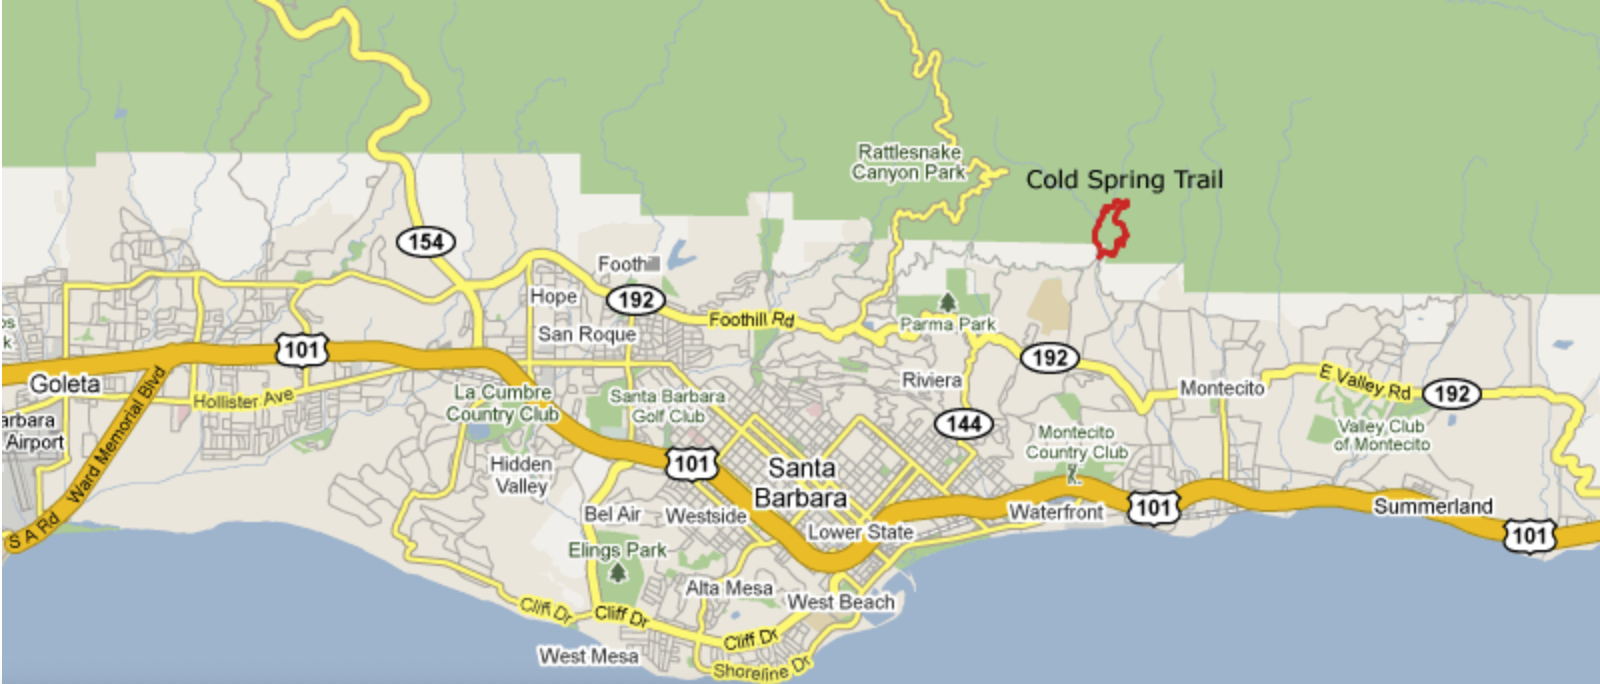 Rattlesnake
Canyon Park
Cold Spring Trail
154
Foothill
192
Hope
Foothill Rd
Parma Park
San Roque
101
192
Goleta
La Cumbre
Country Club
Santa Barbara
Golf Club
Riviera
Montecito
E Valley Rd
192
Hollister Ave
144
arbara
Airport
Ward Memorial Blvd
Montecito
Country Club
Valley Club
of Montecito
Hidden
Valley
101
Santa
Barbara
Bel Air
Westside
Waterfront
101
Summerland
S A Rd
Lower State
101
Elings Park
Alta Mesa
West Beach
Cliff Dr
Cliff Dr
Cliff Dr
West Mesa
Shoreline Dr